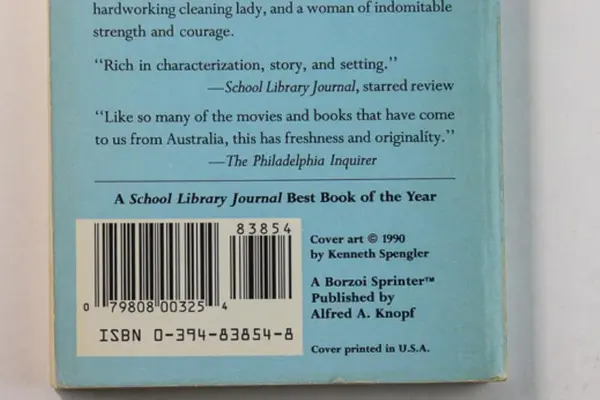 hardworking cleaning lady, and a woman of indomitable
strength and courage.
"Rich in characterization, story, and setting."
—School Library Journal, starred review
"Like so many of the movies and books that have come
to us from Australia, this has freshness and originality."
—The Philadelphia Inquirer
A School Library Journal Best Book of the Year
83854
0 79808 00325 4
ISBN 0-394-83854-8
Cover art © 1990
by Kenneth Spengler
A Borzoi Sprinter™
Published by
Alfred A. Knopf
Cover printed in U.S.A.